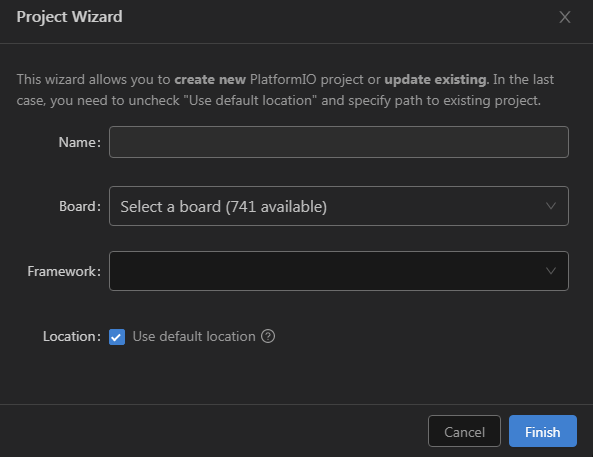 Project Wizard
This wizard allows you to create new PlatformIO project or update existing. In the last
case, you need to uncheck "Use default location" and specify path to existing project.
Name:
Board: Select a board (741 available)
Framework:
Location: Use default location
Cancel Finish